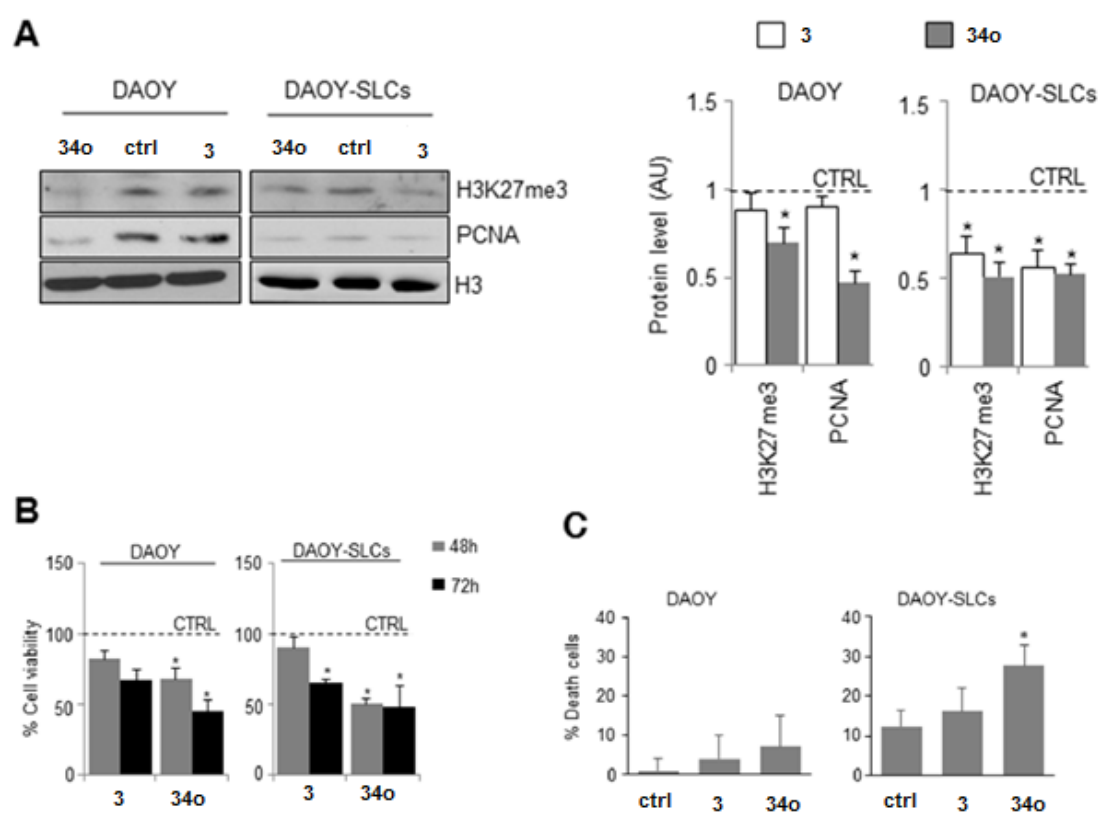 A
DAOY DAOY-SLCs
34o ctrl 3 34o ctrl 3
H3K27me3
PCNA
H3
3 34o
DAOY DAOY-SLCs
Protein level (AU)
1.5 1 0.5 0
CTRL
H3K27me3 PCNA
1.5 1 0.5 0
CTRL
H3K27me3 PCNA
* *
* * * *
B
DAOY DAOY-SLCs
48h
72h
% Cell viability
150 100 50 0
CTRL
* *
3 34o
150 100 50 0
CTRL
* * *
3 34o
C
DAOY DAOY-SLCs
% Death cells
40 30 20 10 0
ctrl 3 34o
40 30 20 10 0
*
ctrl 3 34o